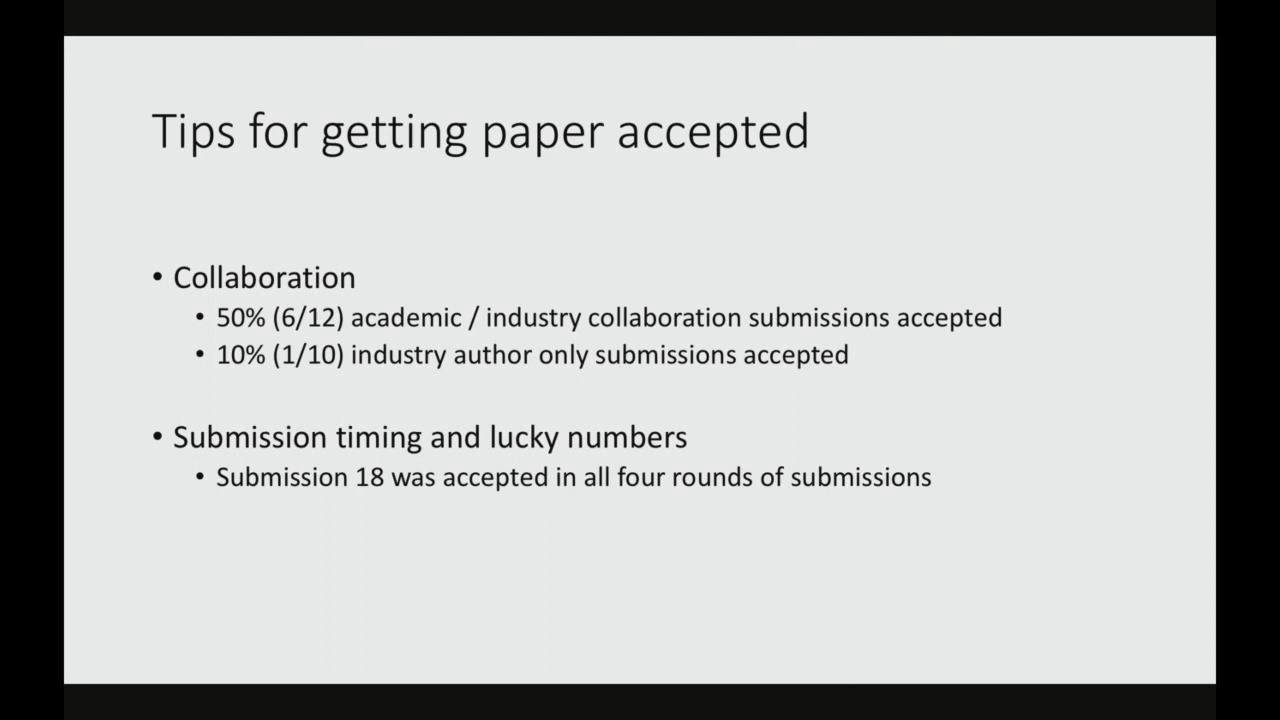 Tips for getting paper accepted
• Collaboration
• 50% (6/12) academic / industry collaboration submissions accepted
• 10% (1/10) industry author only submissions accepted
• Submission timing and lucky numbers
• Submission 18 was accepted in all four rounds of submissions